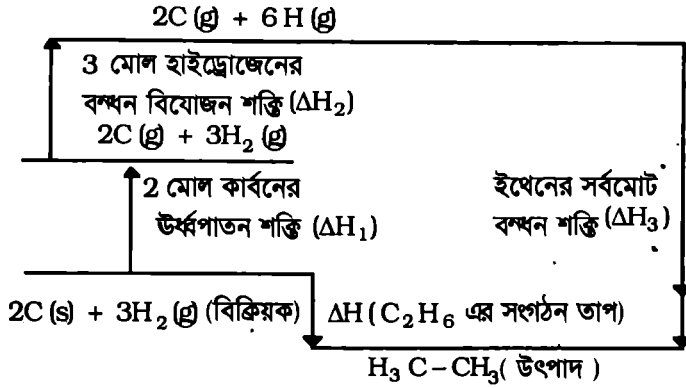 2C (g) + 6 H (g)
3 মোল হাইড্রোজেনের
বন্ধন বিযোজন শক্তি (ΔH₂)
2C (g) + 3H₂ (g)
2 মোল কার্বনের
ঊর্ধ্বপাতন শক্তি (ΔH₁)
ইথেনের সর্বমোট
বন্ধন শক্তি (ΔH₃)
2C (s) + 3H₂ (g) (বিক্রিয়ক)
ΔH ( C₂H₆ এর সংগঠন তাপ)
H₃ C – CH₃( উৎপাদ )